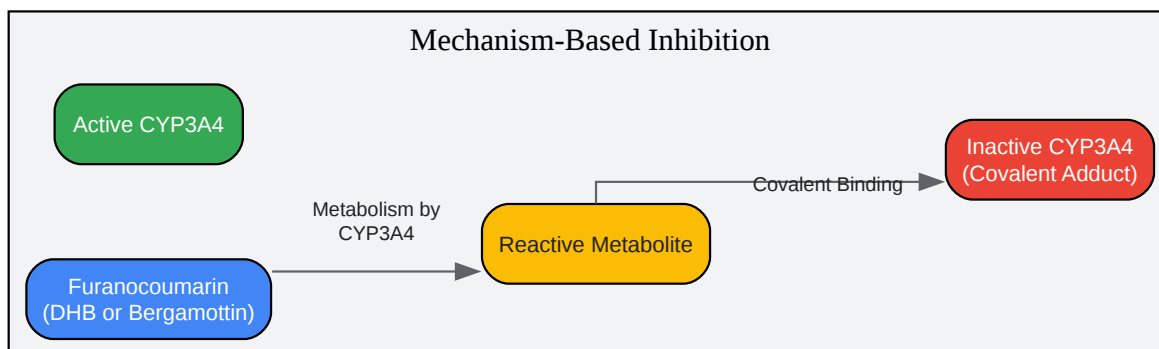 Mechanism-Based Inhibition
Active CYP3A4
Furanocoumarin
(DHB or Bergamottin)
Metabolism by
CYP3A4
Reactive Metabolite
Covalent Binding
Inactive CYP3A4
(Covalent Adduct)